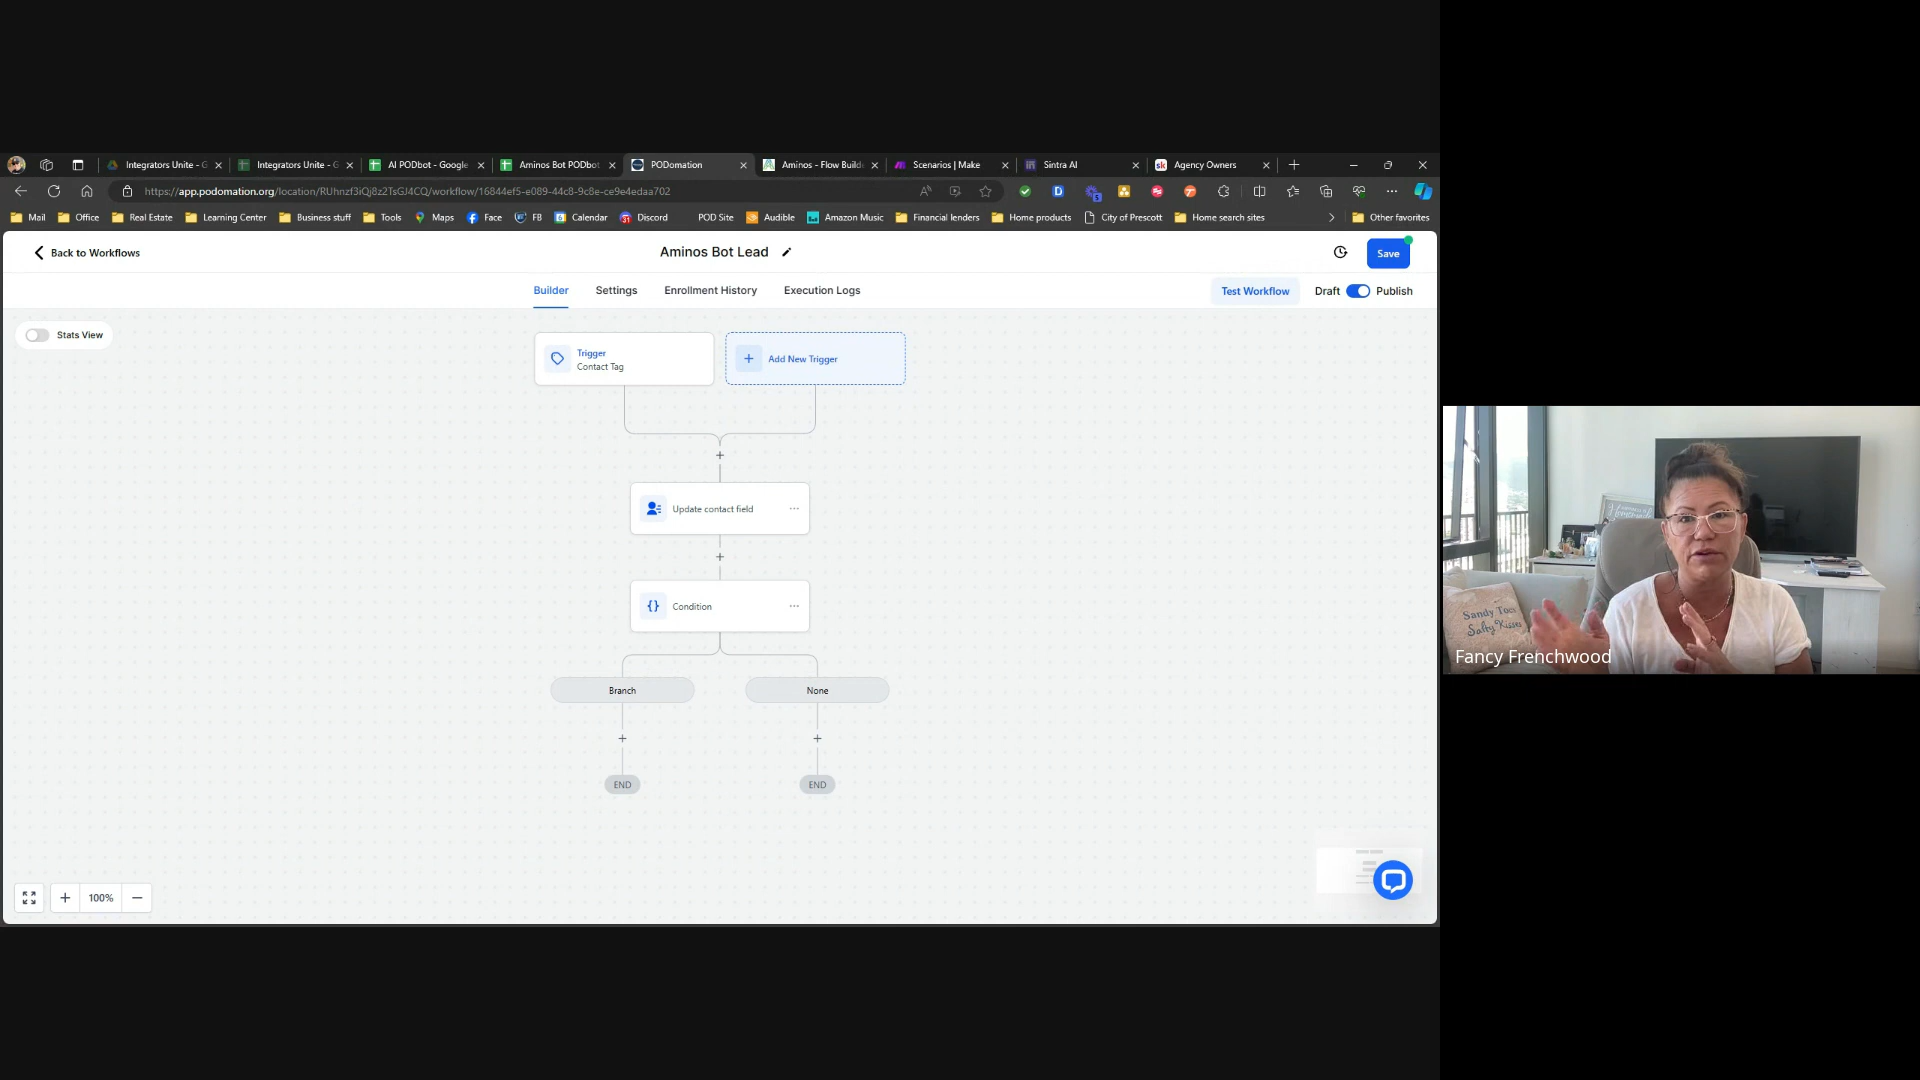 Integrators Unite - G
Integrators Unite - G
AI PODbot - Google
Aminos Bot PODbot
PODomation
Aminos - Flow Build
Scenarios | Make
Sintra AI
Agency Owners
https://app.podomation.org/location/RUhnzf3iQj8z2TsGJ4CQ/workflow/16844ef5-e089-44c8-9c8e-ce9e4edaa702
Mail
Office
Real Estate
Learning Center
Business stuff
Tools
Maps
Face
FB
Calendar
Discord
POD Site
Audible
Amazon Music
Financial lenders
Home products
City of Prescott
Home search sites
Other favorites
Back to Workflows
Aminos Bot Lead
Save
Builder
Settings
Enrollment History
Execution Logs
Test Workflow
Draft
Publish
Stats View
Trigger
Contact Tag
Add New Trigger
Update contact field
Condition
Branch
None
END
END
100%
Sandy Toes
Salty Kisses
Fancy Frenchwood